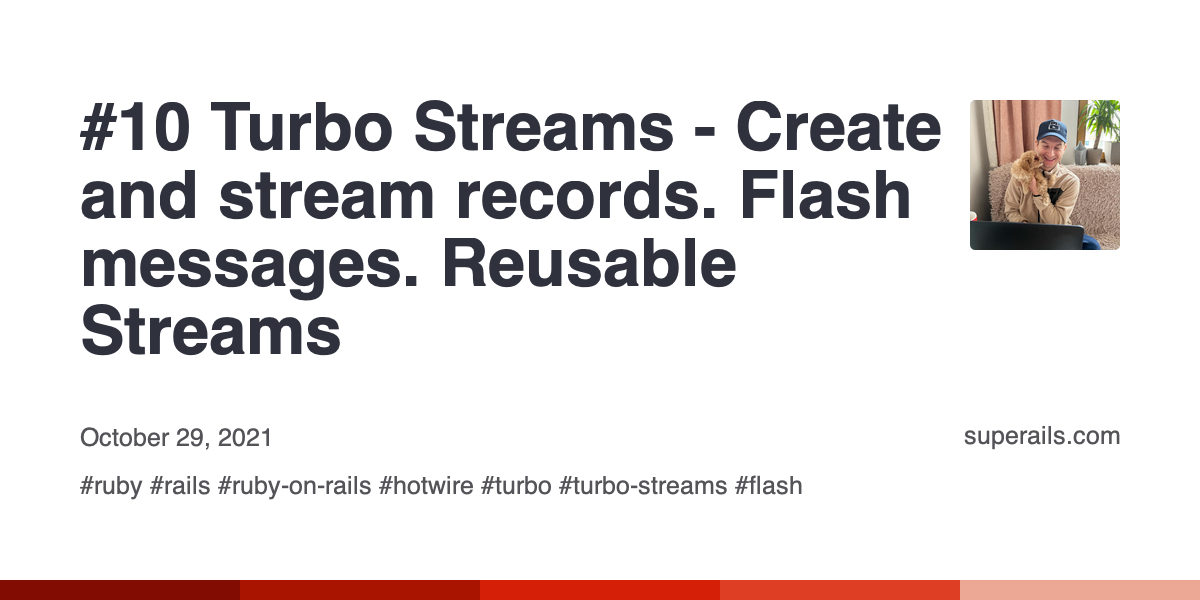 #10 Turbo Streams - Create
and stream records. Flash
messages. Reusable
Streams
October 29, 2021
superails.com
#ruby #rails #ruby-on-rails #hotwire #turbo #turbo-streams #flash